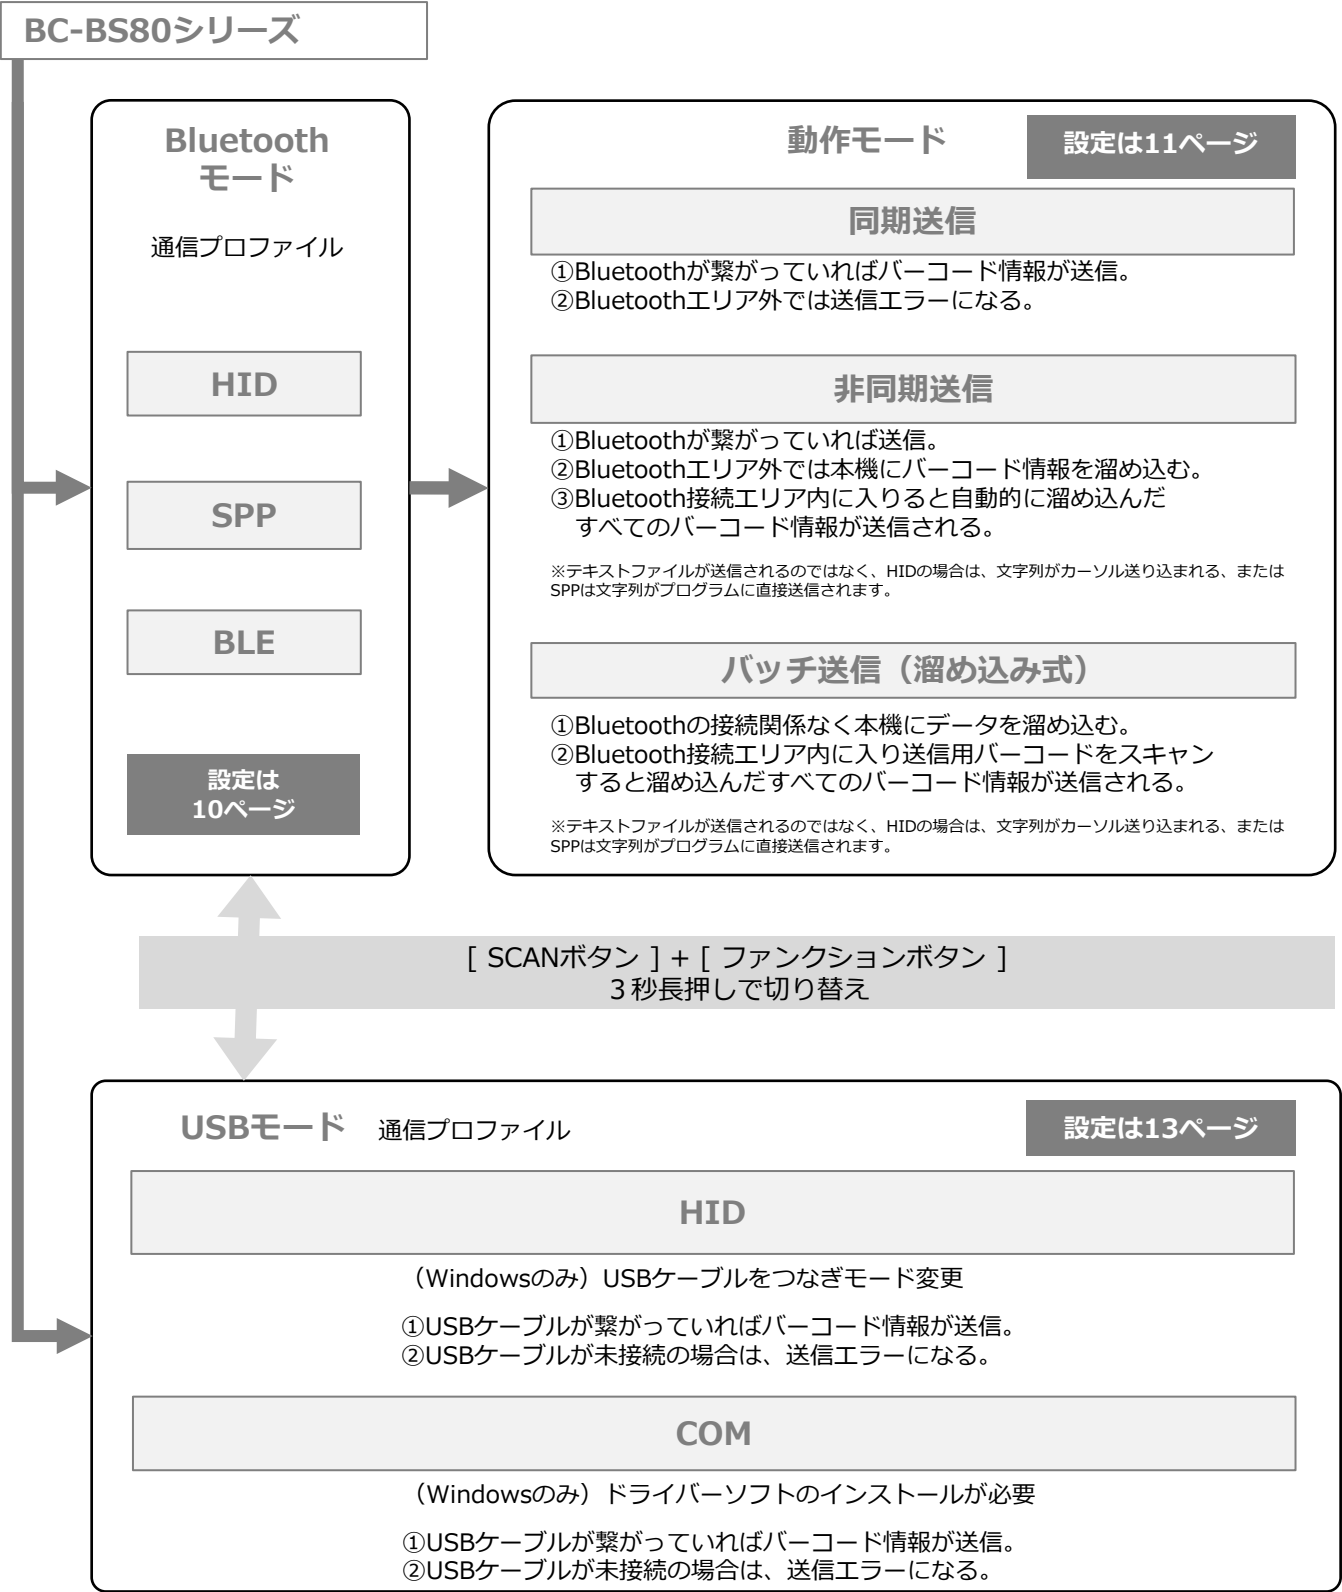 BC-BS80シリーズ
Bluetooth
モード
通信プロファイル
HID
SPP
BLE
設定は
10ページ
動作モード
設定は11ページ
同期送信
①Bluetoothが繋がっていればバーコード情報が送信。
②Bluetoothエリア外では送信エラーになる。
非同期送信
①Bluetoothが繋がっていれば送信。
②Bluetoothエリア外では本機にバーコード情報を溜め込む。
③Bluetooth接続エリア内に入りると自動的に溜め込んだ
すべてのバーコード情報が送信される。
※テキストファイルが送信されるのではなく、HIDの場合は、文字列がカーソル送り込まれる、または
SPPは文字列がプログラムに直接送信されます。
バッチ送信（溜め込み式）
①Bluetoothの接続関係なく本機にデータを溜め込む。
②Bluetooth接続エリア内に入り送信用バーコードをスキャン
すると溜め込んだすべてのバーコード情報が送信される。
※テキストファイルが送信されるのではなく、HIDの場合は、文字列がカーソル送り込まれる、または
SPPは文字列がプログラムに直接送信されます。
[ SCANボタン ] + [ ファンクションボタン ]
３秒長押しで切り替え
USBモード 通信プロファイル
設定は13ページ
HID
（Windowsのみ）USBケーブルをつなぎモード変更
①USBケーブルが繋がっていればバーコード情報が送信。
②USBケーブルが未接続の場合は、送信エラーになる。
COM
（Windowsのみ）ドライバーソフトのインストールが必要
①USBケーブルが繋がっていればバーコード情報が送信。
②USBケーブルが未接続の場合は、送信エラーになる。